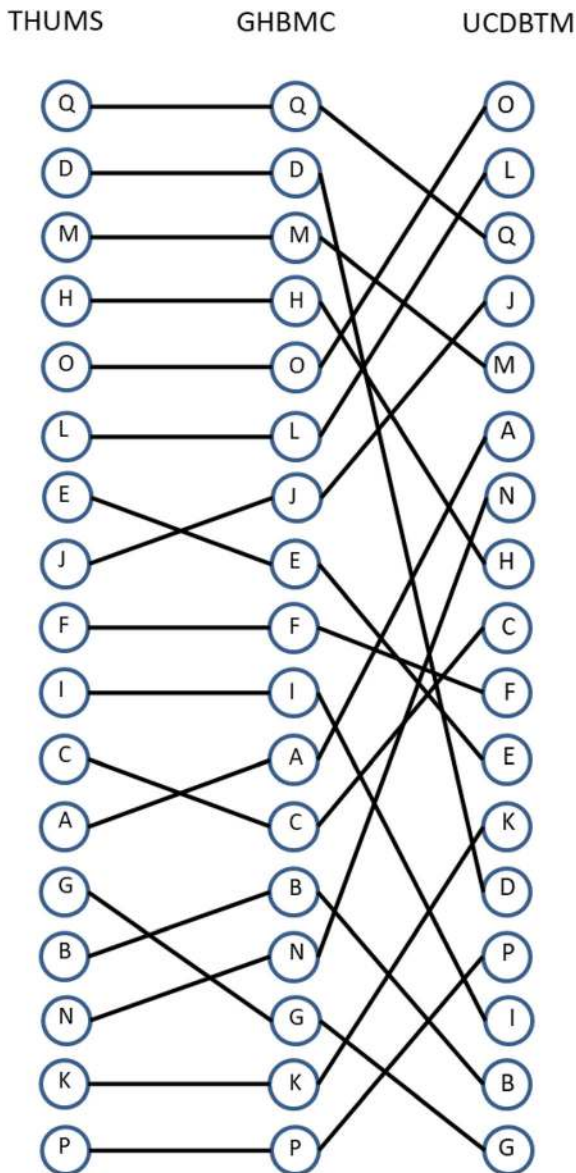 THUMS GHBMC UCDBTM
Q Q O
D D L
M M Q
H H J
O O M
L L A
E J N
J E H
F F C
I I F
C A E
A C K
G B D
B N P
N G I
K K B
P P G